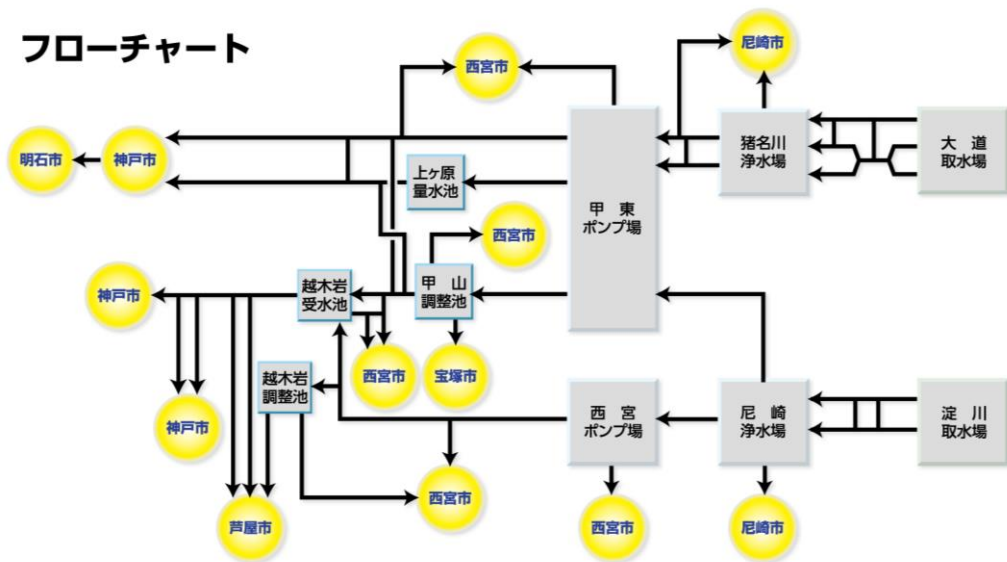 フローチャート
西宮市
尼崎市
明石市
神戸市
上ヶ原
量水池
甲 東
ポンプ場
猪名川
浄水場
大 道
取水場
西宮市
神戸市
越木岩
受水池
甲 山
調整池
西宮市
宝塚市
越木岩
調整池
神戸市
西宮
ポンプ場
尼 崎
浄水場
淀 川
取水場
芦屋市
西宮市
西宮市
尼崎市